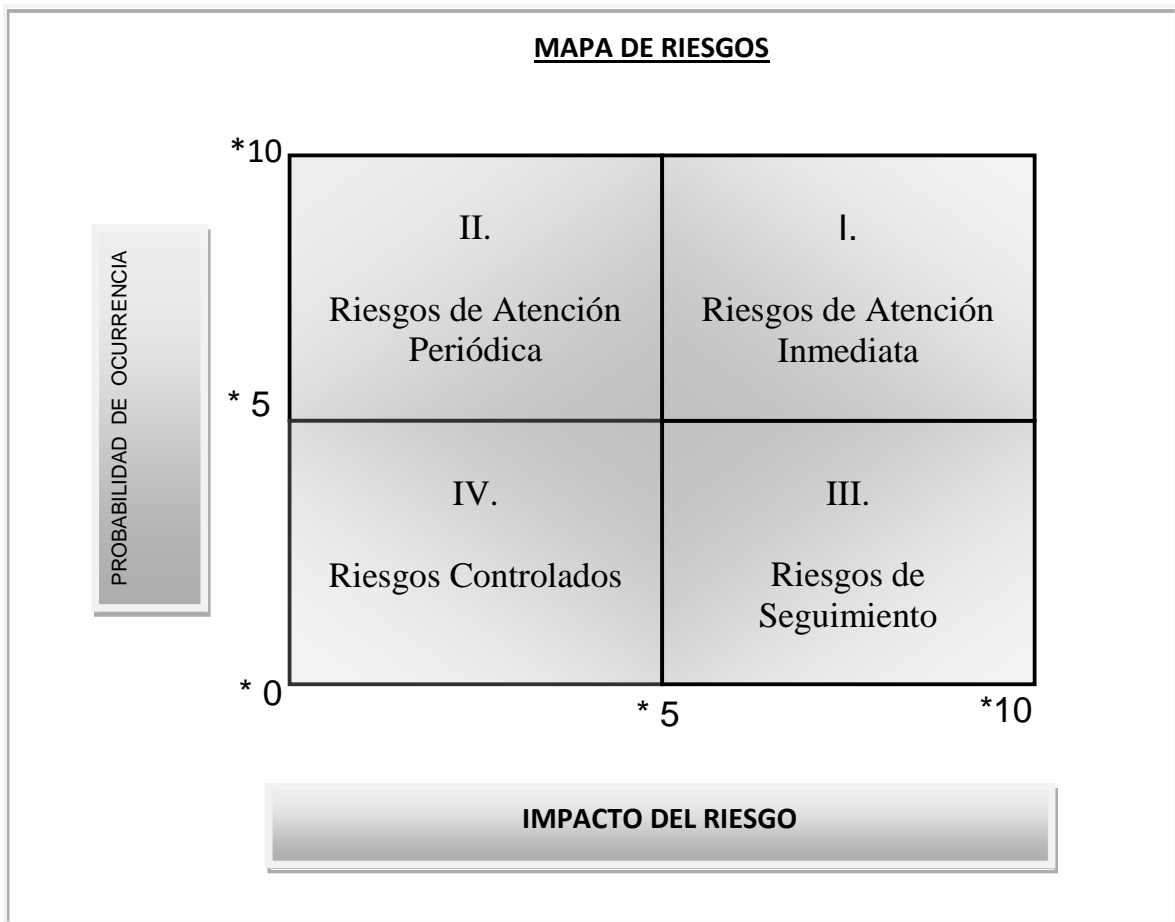 MAPA DE RIESGOS
*10
II.
Riesgos de Atención
Periódica
I.
Riesgos de Atención
Inmediata
PROBABILIDAD DE OCURRENCIA
* 5
IV.
Riesgos Controlados
III.
Riesgos de
Seguimiento
* 0
* 5
*10
IMPACTO DEL RIESGO